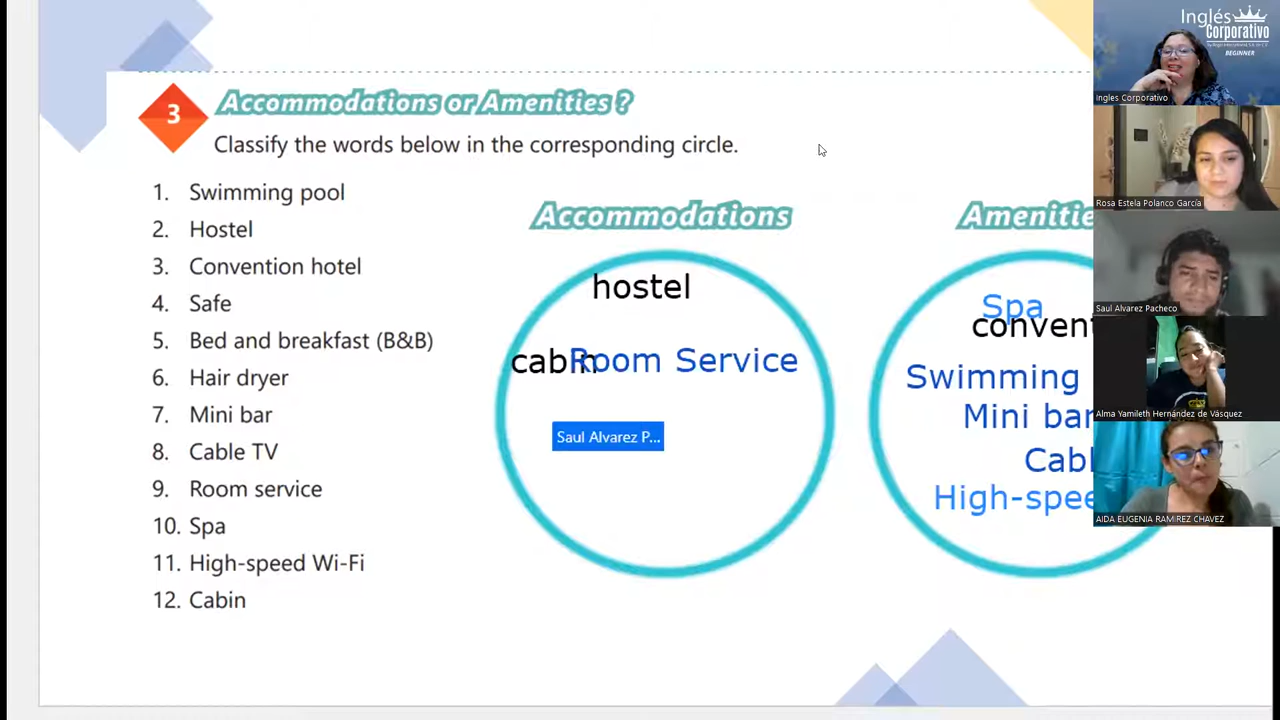 3
Accommodations or Amenities ?
Classify the words below in the corresponding circle.
1. Swimming pool
2. Hostel
3. Convention hotel
4. Safe
5. Bed and breakfast (B&B)
6. Hair dryer
7. Mini bar
8. Cable TV
9. Room service
10. Spa
11. High-speed Wi-Fi
12. Cabin
Accommodations
hostel
cabin
Room Service
Saul Alvarez P...
Amenitie
Spa
convent
Swimming
Mini bar
Cabl
High-spee
Inglés
Corporativo
BEGINNER
Ingles Corporativo
Rosa Estela Polanco García
Saul Alvarez Pacheco
Alma Yamileth Hernández de Vásquez
AIDA EUGENIA RAMIREZ CHAVEZ